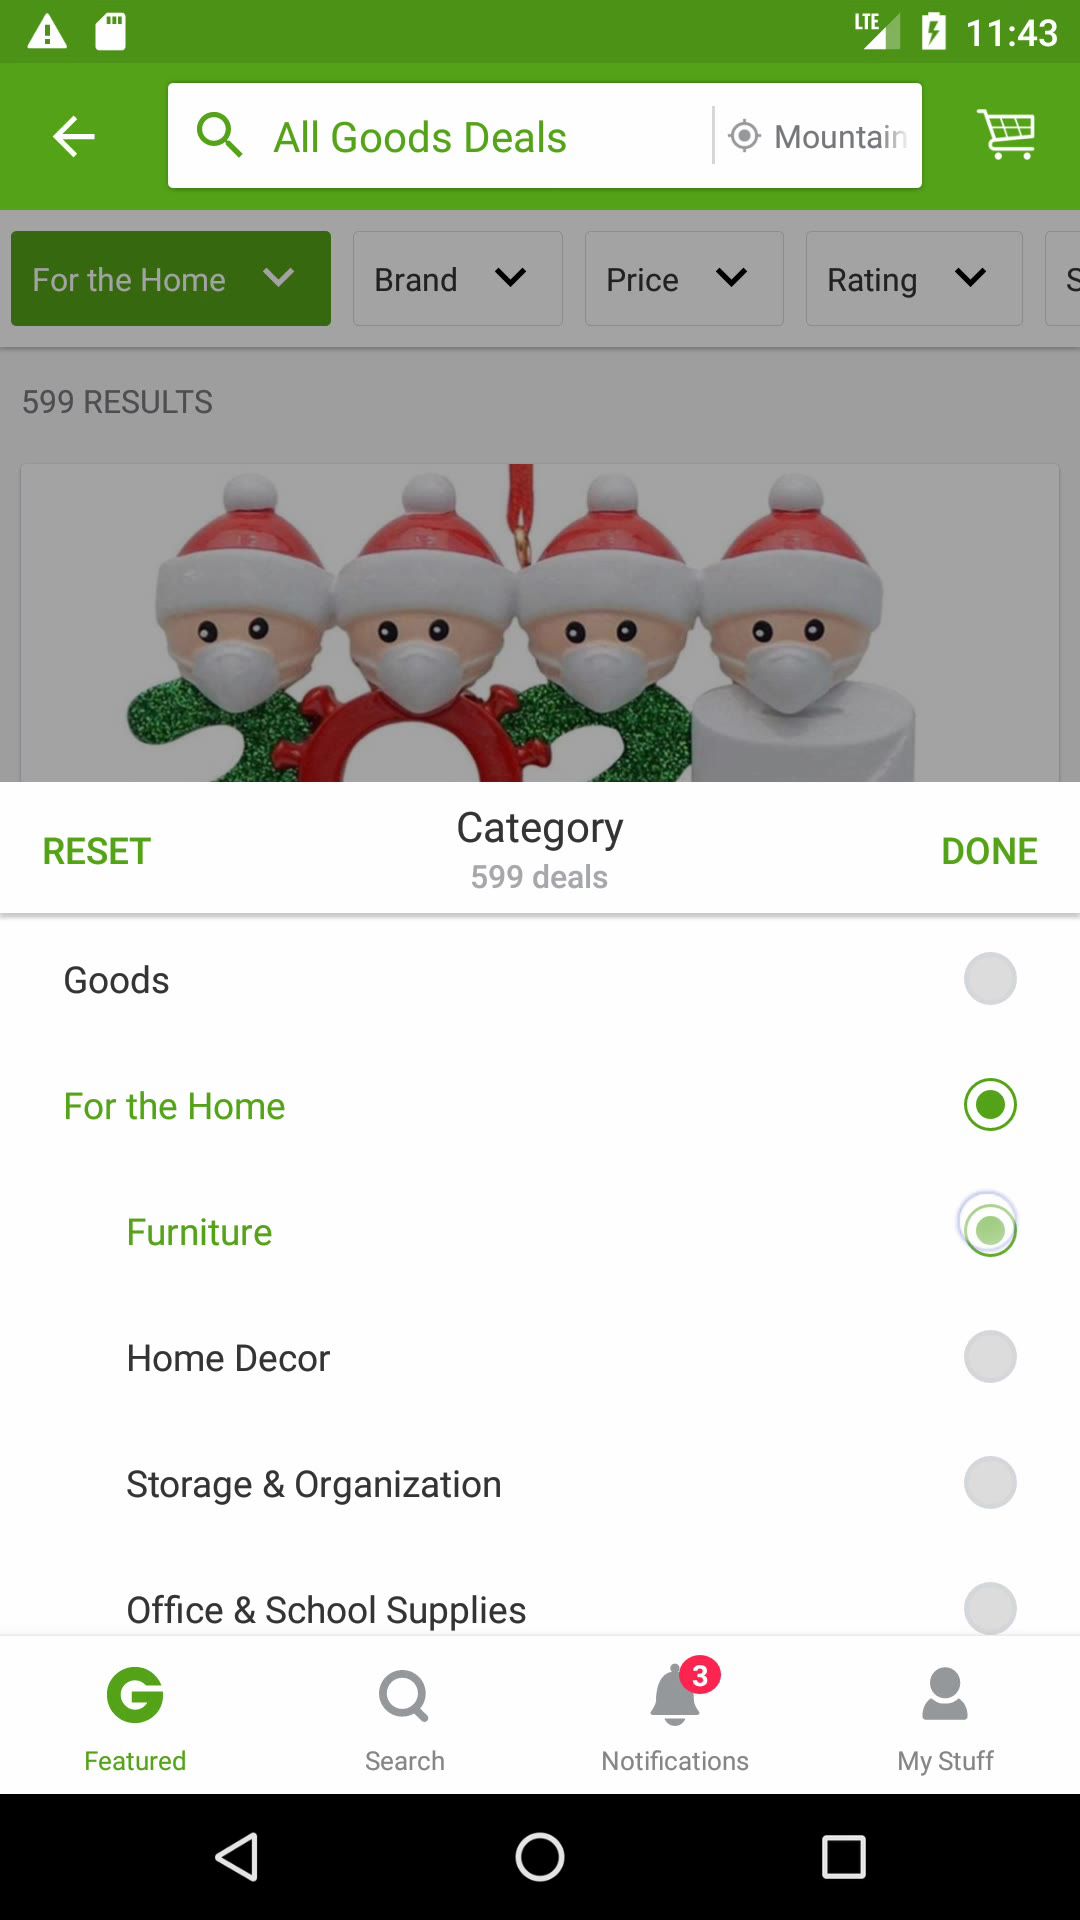 LTE 11:43
All Goods Deals Mountain
For the Home Brand Price Rating S
599 RESULTS
RESET Category DONE
599 deals
Goods
For the Home
Furniture
Home Decor
Storage & Organization
Office & School Supplies
3
Featured Search Notifications My Stuff